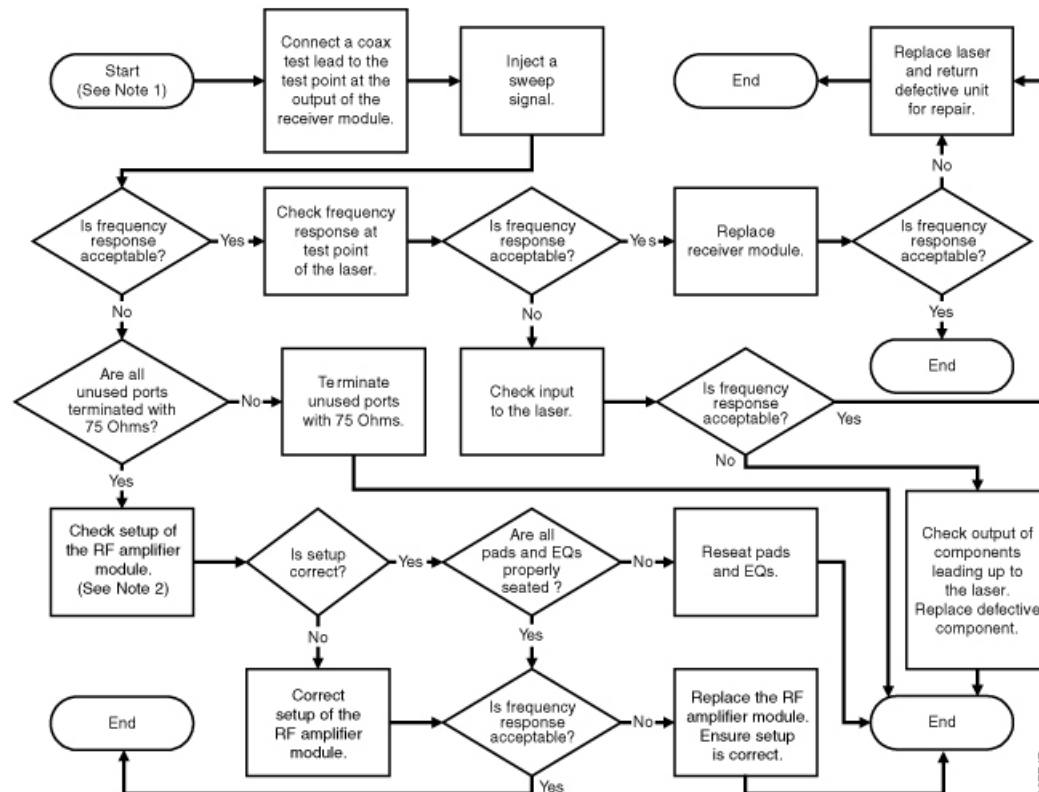 Start
(See Note 1)
Connect a coax
test lead to the
test point at the
output of the
receiver module.
Inject a
sweep
signal.
End
Replace laser
and return
defective unit
for repair.
No
Is frequency
response
acceptable?
Yes
Check frequency
response at
test point
of the laser.
Is frequency
response
acceptable?
Yes
Replace
receiver module.
Is frequency
response
acceptable?
No
No
Yes
End
Are all
unused ports
terminated with
75 Ohms?
No
Terminate
unused ports
with 75 Ohms.
Check input
to the laser.
Is frequency
response
acceptable?
Yes
No
Yes
Check setup of
the RF amplifier
module.
(See Note 2)
Is setup
correct?
Yes
Are all
pads and EQs
properly
seated ?
No
Reseat pads
and EQs.
Check output of
components
leading up to
the laser.
Replace defective
component.
No
Yes
End
Correct
setup of the
RF amplifier
module.
Is frequency
response
acceptable?
No
Replace the RF
amplifier module.
Ensure setup
is correct.
End
Yes